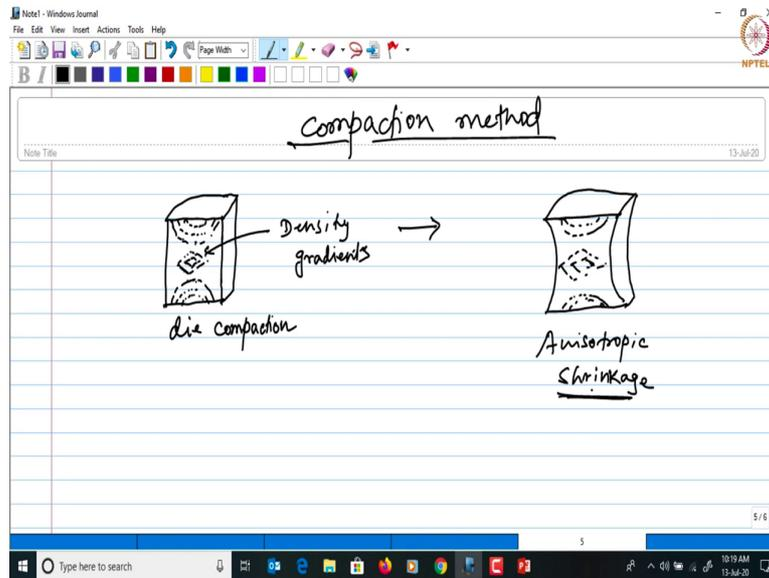 Note1 - Windows Journal
File Edit View Insert Actions Tools Help
Page Width
NPTEL
B I
Compaction method
Note Title
13-Jul-20
Density
gradients
die compaction
Anisotropic
shrinkage
5 / 6
5
Type here to search
10:19 AM
13-Jul-20